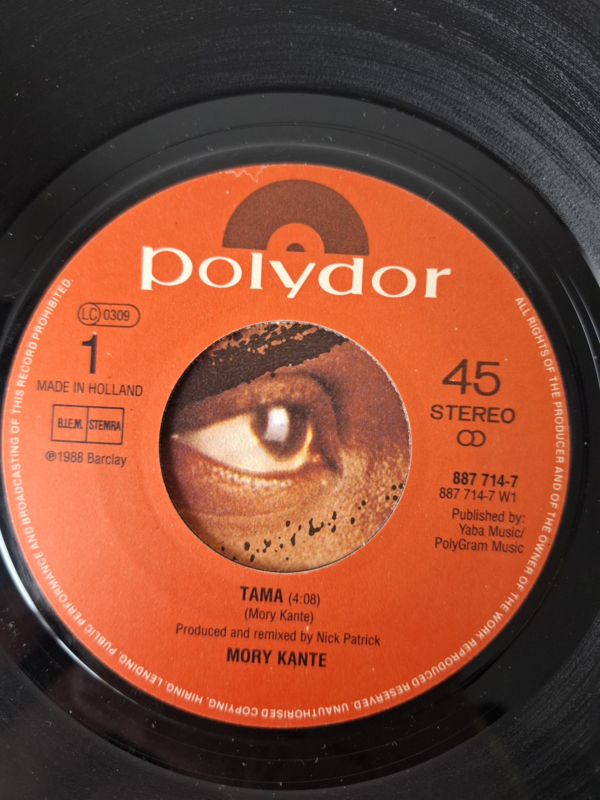 polydor
LC 0309
1
MADE IN HOLLAND
B.I.E.M. STEMRA
℗1988 Barclay
45
STEREO
887 714-7
887 714-7 W1
Published by:
Yaba Music/
PolyGram Music
TAMA (4:08)
(Mory Kante)
Produced and remixed by Nick Patrick
MORY KANTE
ALL RIGHTS OF THE PRODUCER AND OF THE OWNER OF THE WORK REPRODUCED RESERVED. UNAUTHORISED COPYING, HIRING, LENDING, PUBLIC PERFORMANCE AND BROADCASTING OF THIS RECORD PROHIBITED.